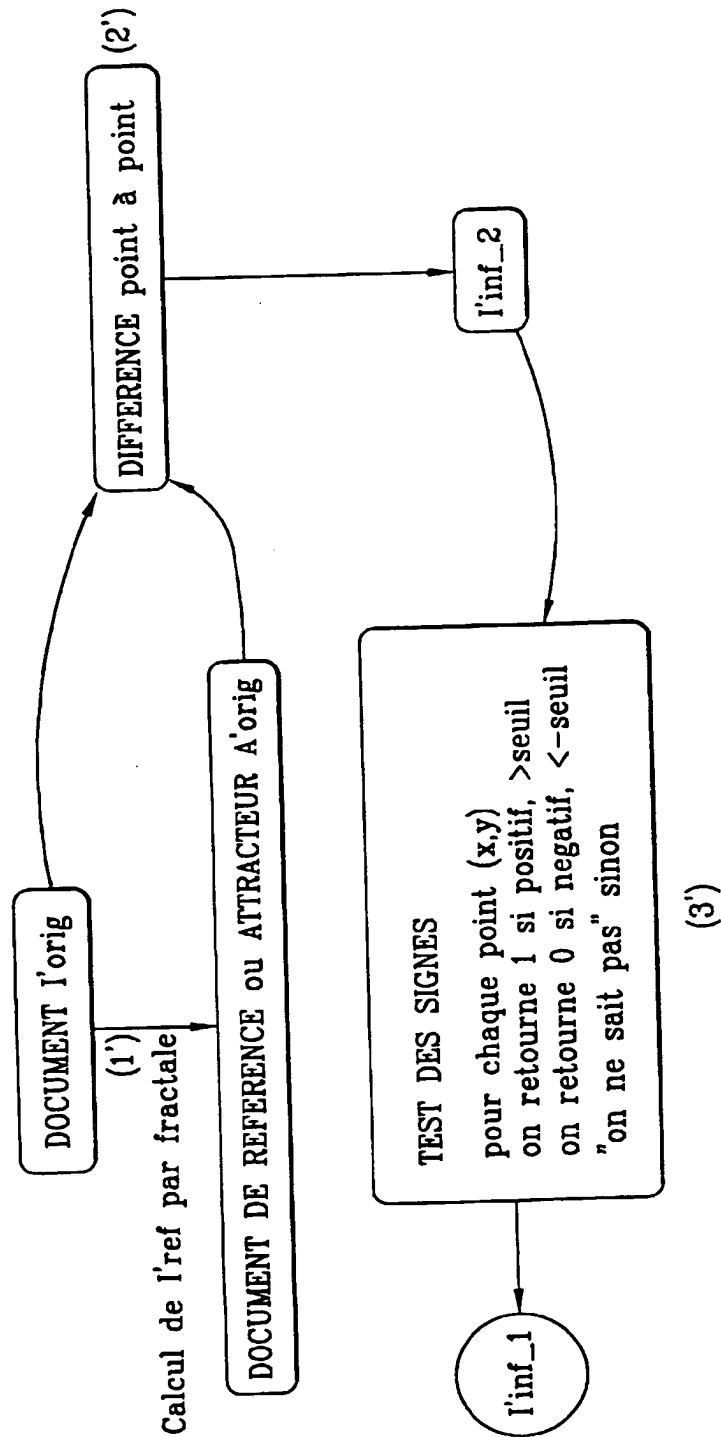 DOCUMENT I'orig
(1')
Calcul de I'ref par fractale
DOCUMENT DE REFERENCE ou ATTRACTEUR A'orig
DIFFERENCE point à point
(2')
I'inf_2
TEST DES SIGNES
pour chaque point (x,y)
on retourne 1 si positif, >seuil
on retourne 0 si negatif, <-seuil
"on ne sait pas" sinon
(3')
I'inf_1